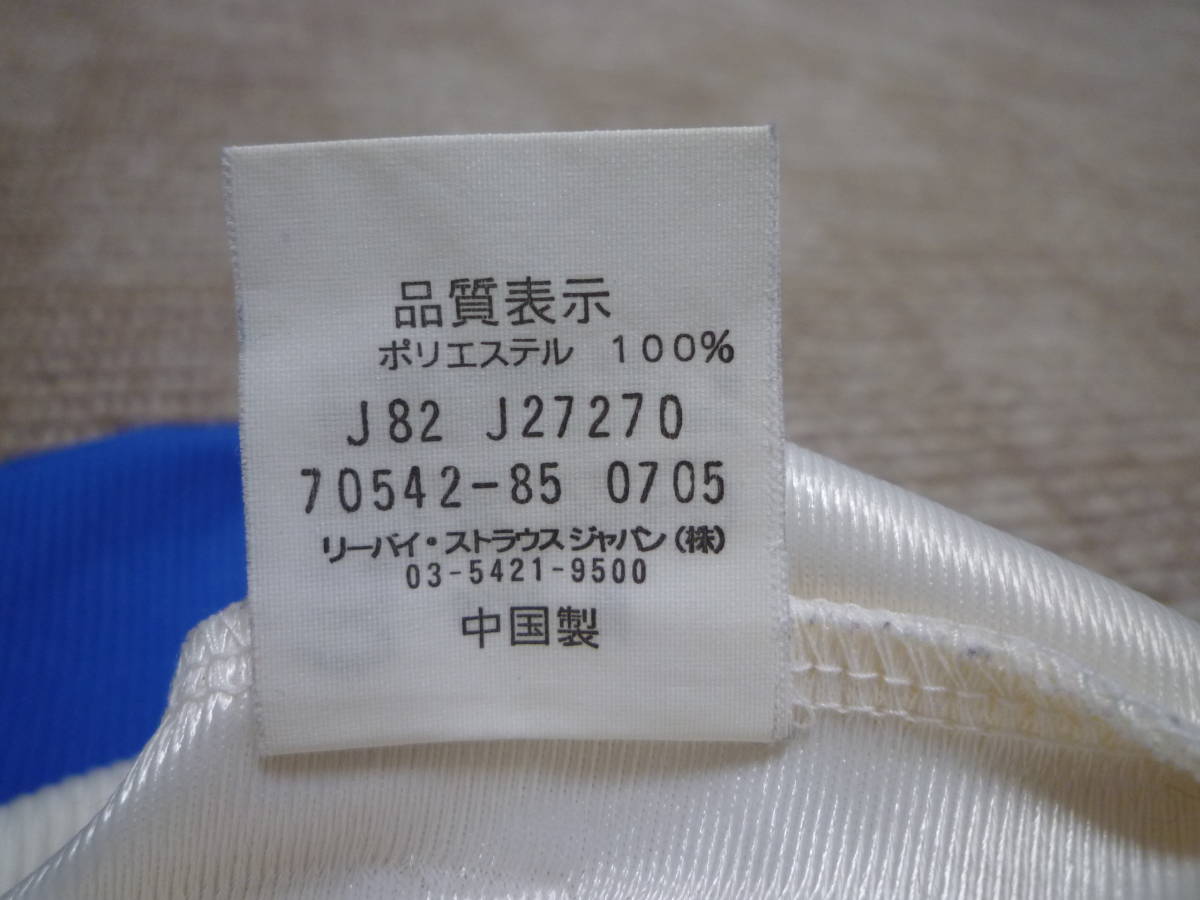 品質表示
ポリエステル 100%
J82 J27270
70542-85 0705
リーバイ・ストラウスジャパン(株)
03-5421-9500
中国製